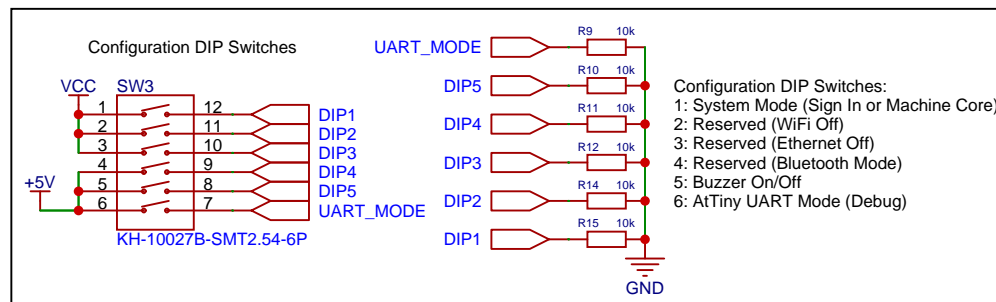 Configuration DIP Switches
VCC
SW3
1
12
DIP1
2
11
DIP2
3
10
DIP3
4
9
DIP4
+5V
5
8
DIP5
6
7
UART_MODE
KH-10027B-SMT2.54-6P
UART_MODE
R9
10k
DIP5
R10
10k
DIP4
R11
10k
DIP3
R12
10k
DIP2
R14
10k
DIP1
R15
10k
GND
Configuration DIP Switches:
1: System Mode (Sign In or Machine Core)
2: Reserved (WiFi Off)
3: Reserved (Ethernet Off)
4: Reserved (Bluetooth Mode)
5: Buzzer On/Off
6: AtTiny UART Mode (Debug)